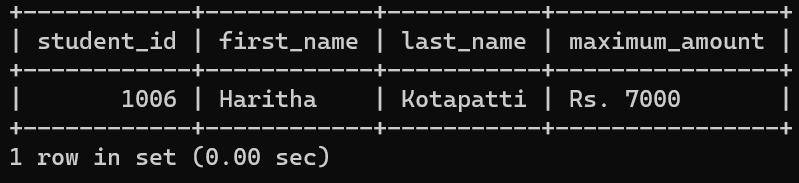 +------------+------------+-----------+----------------+
| student_id | first_name | last_name | maximum_amount |
+------------+------------+-----------+----------------+
|       1006 | Haritha    | Kotapatti | Rs. 7000       |
+------------+------------+-----------+----------------+
1 row in set (0.00 sec)